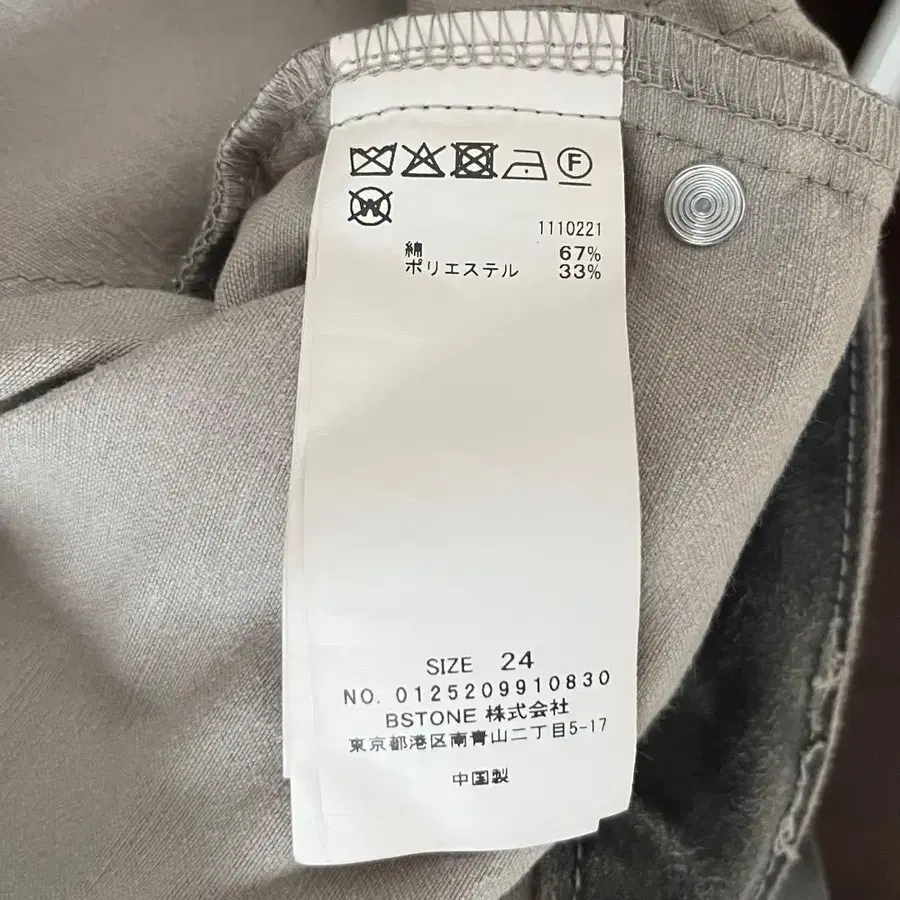 F
W
1110221
綿 67%
ポリエステル 33%
SIZE 24
NO. 0125209910830
BSTONE 株式会社
東京都港区南青山二丁目5-17
中国製